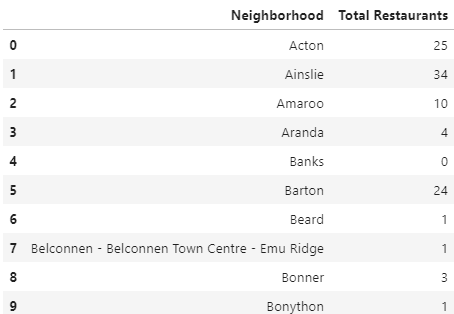 Neighborhood Total Restaurants
0 Acton 25
1 Ainslie 34
2 Amaroo 10
3 Aranda 4
4 Banks 0
5 Barton 24
6 Beard 1
7 Belconnen - Belconnen Town Centre - Emu Ridge 1
8 Bonner 3
9 Bonython 1